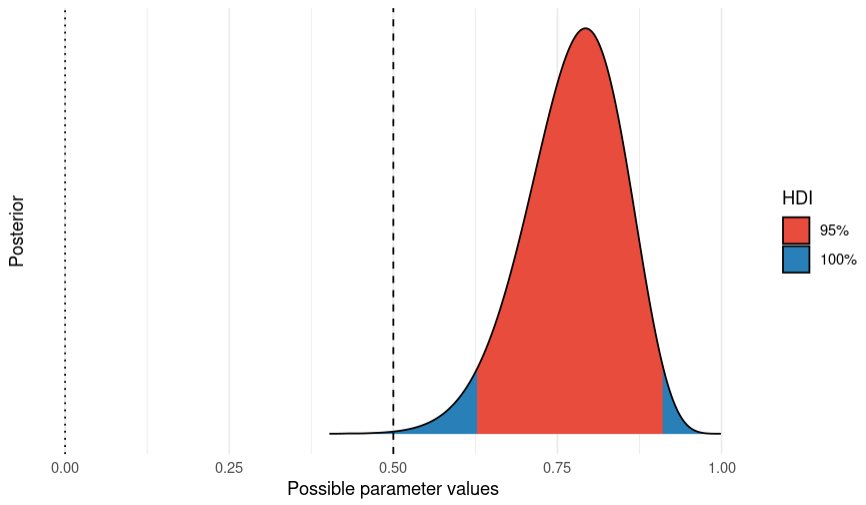 Posterior
HDI
95%
100%
0.00 0.25 0.50 0.75 1.00
Possible parameter values